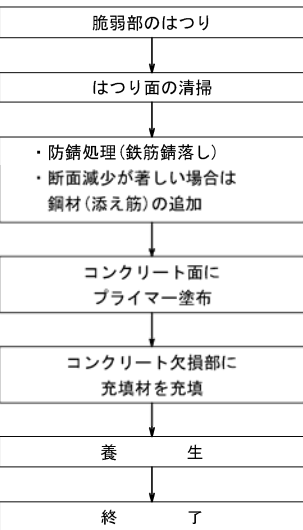 脆弱部のはつり
はつり面の清掃
・防錆処理(鉄筋錆落し)
・断面減少が著しい場合は
鋼材(添え筋)の追加
コンクリート面に
プライマー塗布
コンクリート欠損部に
充填材を充填
養　　　生
終　　　了